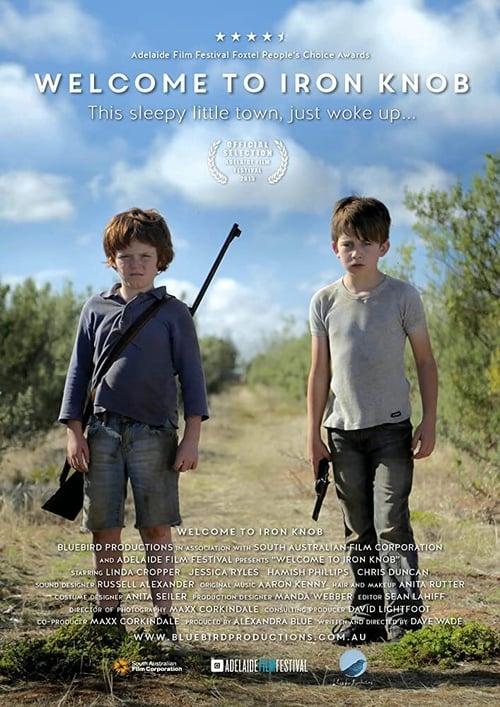 Adelaide Film Festival Foxtel People's Choice Awards
WELCOME TO IRON KNOB
This sleepy little town, just woke up...
OFFICIAL
SELECTION
ADELAIDE FILM
FESTIVAL
WELCOME TO IRON KNOB
BLUEBIRD PRODUCTIONS IN ASSOCIATION WITH SOUTH AUSTRALIAN FILM CORPORATION
AND ADELAIDE FILM FESTIVAL PRESENTS "WELCOME TO IRON KNOB"
STARRING LINDA CROPPER JESSICA RYLES HAMISH PHILLIPS CHRIS DUNCAN
SOUND DESIGNER RUSSELL ALEXANDER ORIGINAL MUSIC AARON KENNY HAIR AND MAKEUP ANITA RUTTER
COSTUME DESIGNER ANITA SEILER PRODUCTION DESIGNER MANDA WEBBER EDITOR SEAN LAHIFF
DIRECTOR OF PHOTOGRAPHY MAXX CORKINDALE CONSULTING PRODUCER DAVID LIGHTFOOT
CO-PRODUCER MAXX CORKINDALE PRODUCED BY ALEXANDRA BLUE WRITTEN AND DIRECTED BY DAVE WADE
WWW.BLUEBIRDPRODUCTIONS.COM.AU
South Australian
Film Corporation
ADELAIDE FILM FESTIVAL